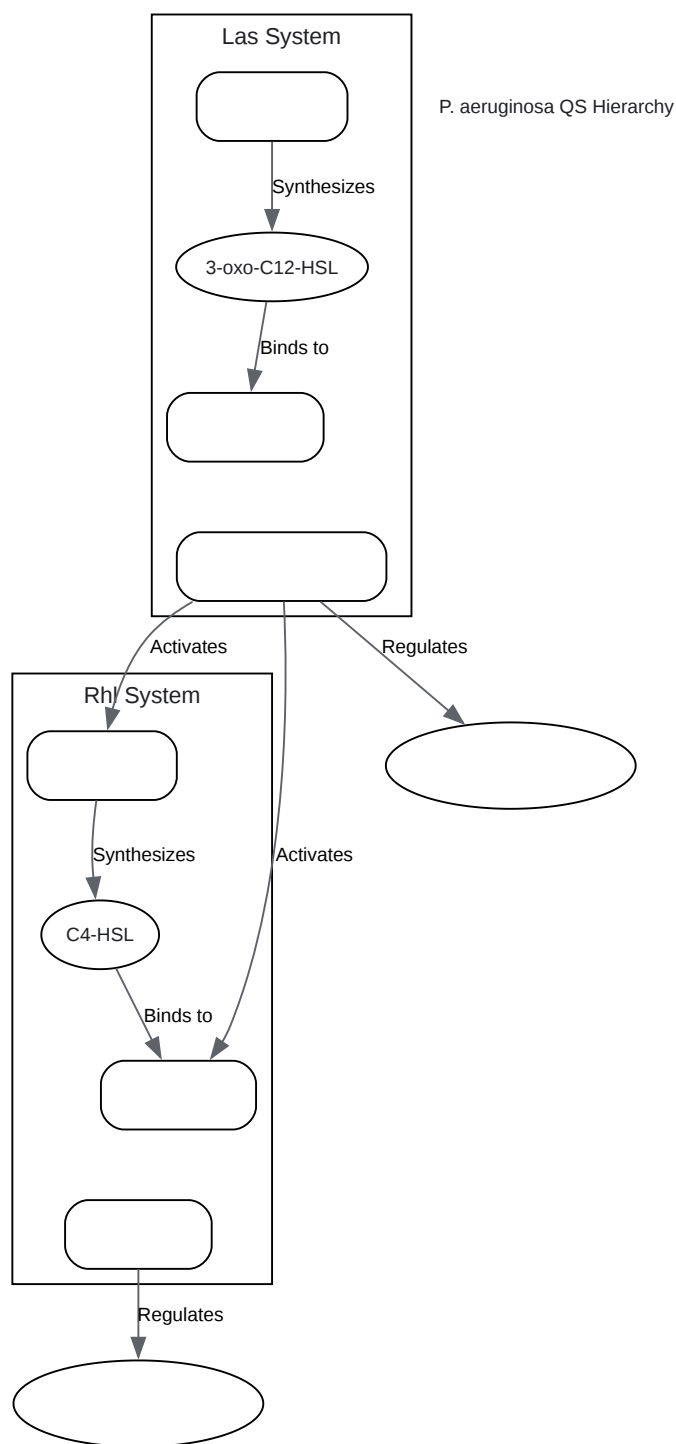 Las System
P. aeruginosa QS Hierarchy
Synthesizes
3-oxo-C12-HSL
Binds to
Activates
Regulates
Rhl System
Synthesizes
Activates
C4-HSL
Binds to
Regulates